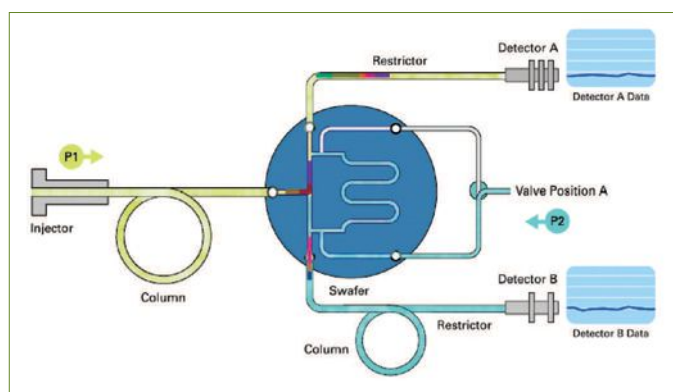 Restrictor
Detector A
Detector A Data
P1
Injector
Column
Valve Position A
P2
Swafer
Column
Restrictor
Detector B
Detector B Data